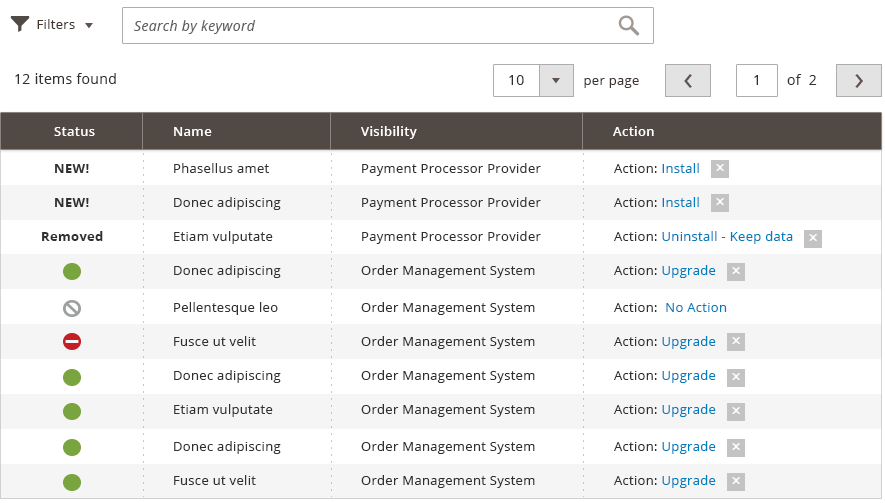 Filters Search by keyword
12 items found 10 per page 1 of 2
Status Name Visibility Action
NEW! Phasellus amet Payment Processor Provider Action: Install
NEW! Donec adipiscing Payment Processor Provider Action: Install
Removed Etiam vulputate Payment Processor Provider Action: Uninstall - Keep data
Donec adipiscing Order Management System Action: Upgrade
Pellentesque leo Order Management System Action: No Action
Fusce ut velit Order Management System Action: Upgrade
Donec adipiscing Order Management System Action: Upgrade
Etiam vulputate Order Management System Action: Upgrade
Donec adipiscing Order Management System Action: Upgrade
Fusce ut velit Order Management System Action: Upgrade